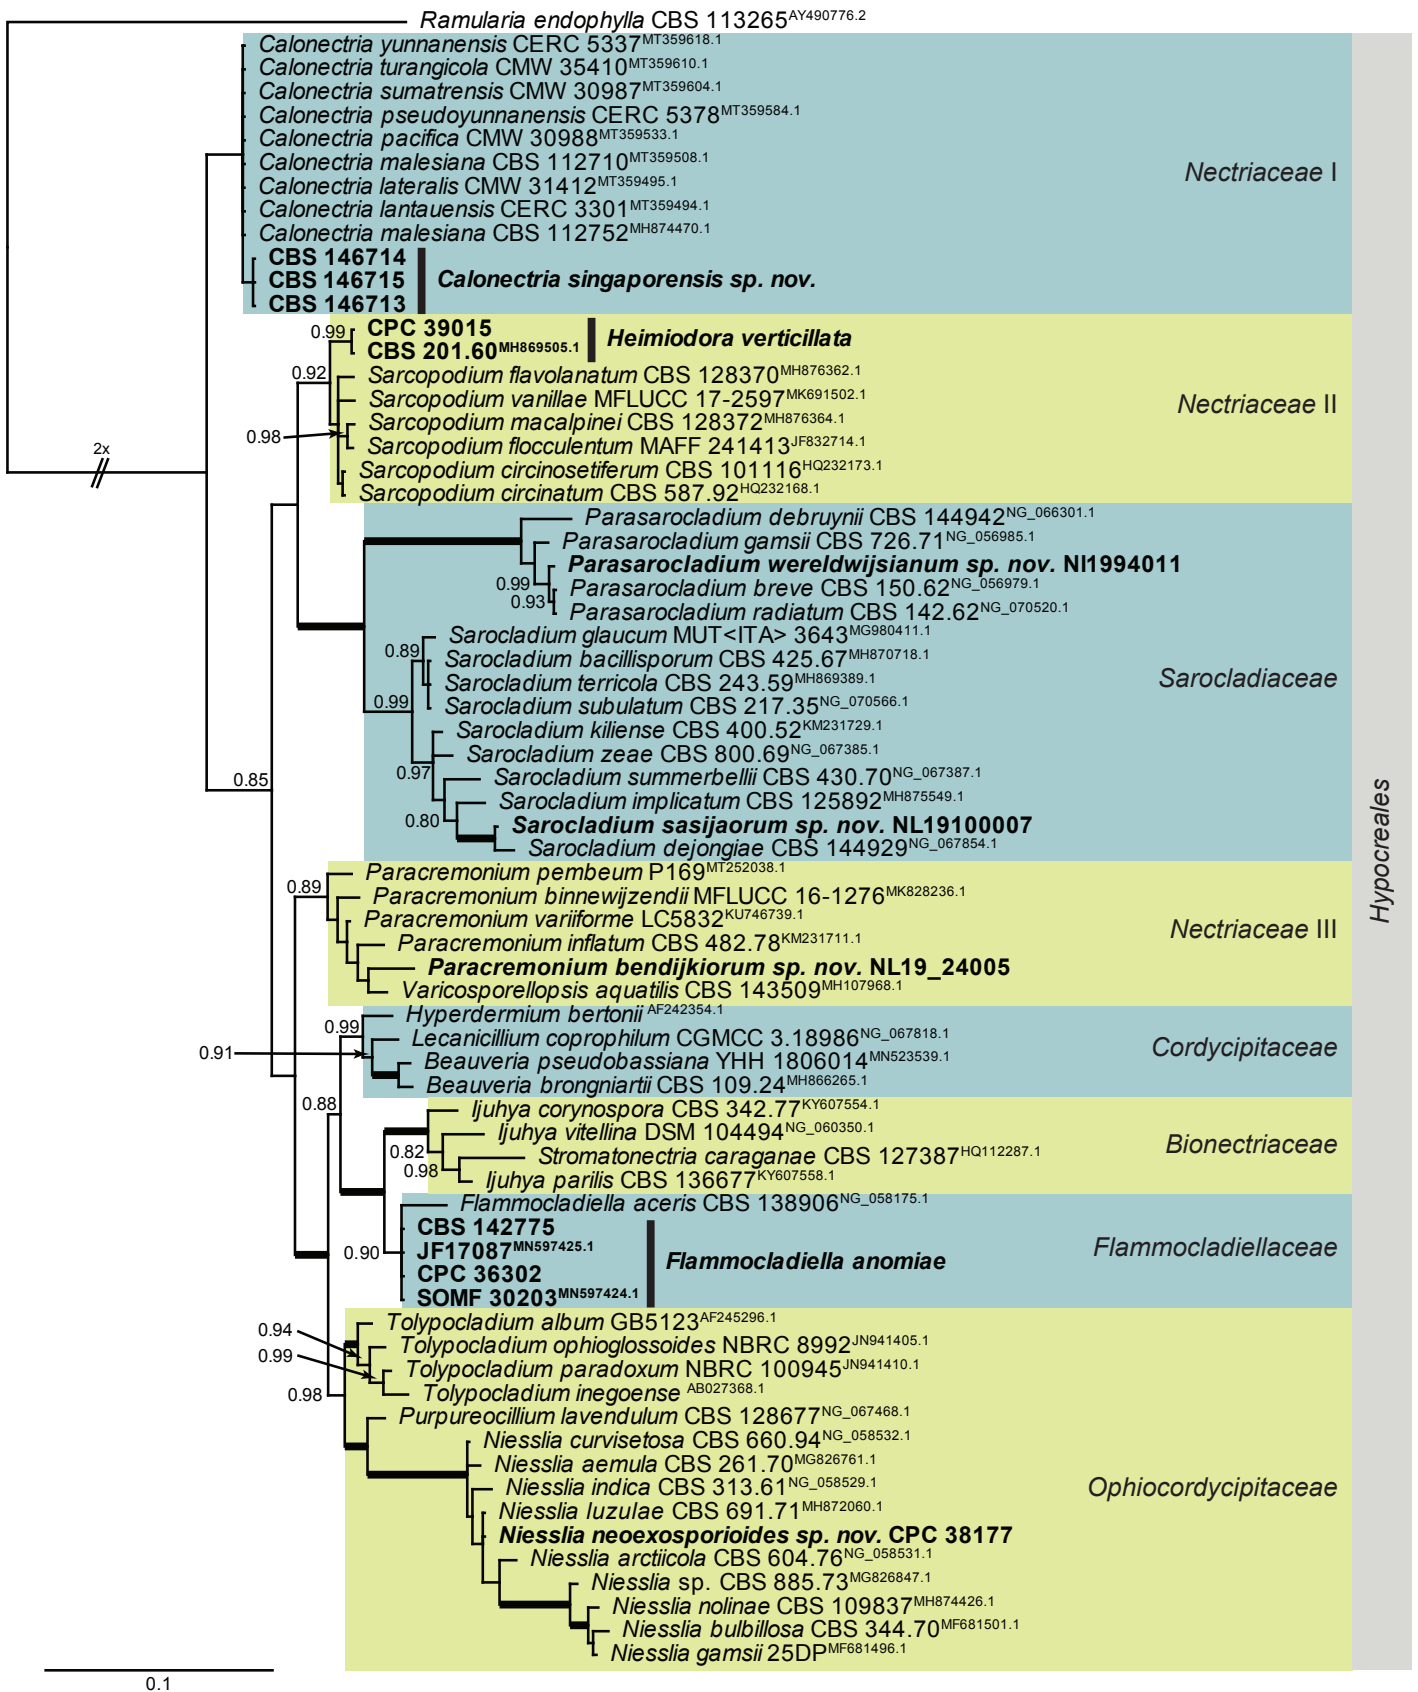 Ramularia endophylla CBS 113265AY490776.2
Calonectria yunnanensis CERC 5337MT359618.1
Calonectria turangicola CMW 35410MT359610.1
Calonectria sumatrensis CMW 30987MT359604.1
Calonectria pseudoyunnanensis CERC 5378MT359584.1
Calonectria pacifica CMW 30988MT359533.1
Calonectria malesiana CBS 112710MT359508.1
Calonectria lateralis CMW 31412MT359495.1
Calonectria lantauensis CERC 3301MT359494.1
Calonectria malesiana CBS 112752MH874470.1
CBS 146714
CBS 146715
CBS 146713
Calonectria singaporensis sp. nov.
Nectriaceae I
0.99
CPC 39015
CBS 201.60MH869505.1
Heimiodora verticillata
0.92
Sarcopodium flavolanatum CBS 128370MH876362.1
Sarcopodium vanillae MFLUCC 17-2597MK691502.1
Sarcopodium macalpinei CBS 128372MH876364.1
0.98
Sarcopodium flocculentum MAFF 241413JF832714.1
Sarcopodium circinosetiferum CBS 101116HQ232173.1
Sarcopodium circinatum CBS 587.92HQ232168.1
Nectriaceae II
2x
Parasarocladium debruynii CBS 144942NG_066301.1
Parasarocladium gamsii CBS 726.71NG_056985.1
Parasarocladium wereldwijsianum sp. nov. NI1994011
0.99
Parasarocladium breve CBS 150.62NG_056979.1
0.93
Parasarocladium radiatum CBS 142.62NG_070520.1
Sarocladium glaucum MUT<ITA> 3643MG980411.1
0.89
Sarocladium bacillisporum CBS 425.67MH870718.1
Sarocladium terricola CBS 243.59MH869389.1
0.99
Sarocladium subulatum CBS 217.35NG_070566.1
Sarocladium kiliense CBS 400.52KM231729.1
Sarocladium zeae CBS 800.69NG_067385.1
0.97
Sarocladium summerbellii CBS 430.70NG_067387.1
Sarocladium implicatum CBS 125892MH875549.1
0.80
Sarocladium sasijaorum sp. nov. NL19100007
Sarocladium dejongiae CBS 144929NG_067854.1
Sarocladiaceae
0.85
Hypocreales
Paracremonium pembeum P169MT252038.1
0.89
Paracremonium binnewijzendii MFLUCC 16-1276MK828236.1
Paracremonium variiforme LC5832KU746739.1
Paracremonium inflatum CBS 482.78KM231711.1
Paracremonium bendijkiorum sp. nov. NL19_24005
Varicosporellopsis aquatilis CBS 143509MH107968.1
Nectriaceae III
Hyperdermium bertonii AF242354.1
0.99
Lecanicillium coprophilum CGMCC 3.18986NG_067818.1
0.91
Beauveria pseudobassiana YHH 1806014MN523539.1
Beauveria brongniartii CBS 109.24MH866265.1
Cordycipitaceae
0.88
Ijuhya corynospora CBS 342.77KY607554.1
Ijuhya vitellina DSM 104494NG_060350.1
0.82
Stromatonectria caraganae CBS 127387HQ112287.1
0.98
Ijuhya parilis CBS 136677KY607558.1
Bionectriaceae
Flammocladiella aceris CBS 138906NG_058175.1
CBS 142775
0.90
JF17087MN597425.1
CPC 36302
SOMF 30203MN597424.1
Flammocladiella anomiae
Flammocladiellaceae
Tolypocladium album GB5123AF245296.1
0.94
Tolypocladium ophioglossoides NBRC 8992JN941405.1
0.99
Tolypocladium paradoxum NBRC 100945JN941410.1
0.98
Tolypocladium inegoense AB027368.1
Purpureocillium lavendulum CBS 128677NG_067468.1
Niesslia curvisetosa CBS 660.94NG_058532.1
Niesslia aemula CBS 261.70MG826761.1
Niesslia indica CBS 313.61NG_058529.1
Niesslia luzulae CBS 691.71MH872060.1
Niesslia neoexosporioides sp. nov. CPC 38177
Niesslia arctiicola CBS 604.76NG_058531.1
Niesslia sp. CBS 885.73MG826847.1
Niesslia nolinae CBS 109837MH874426.1
Niesslia bulbillosa CBS 344.70MF681501.1
Niesslia gamsii 25DPMF681496.1
Ophiocordycipitaceae
0.1